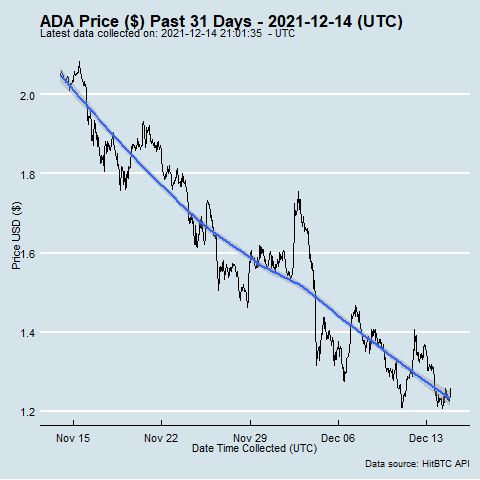 ADA Price ($) Past 31 Days - 2021-12-14 (UTC)
Latest data collected on: 2021-12-14 21:01:35  - UTC
Price USD ($)
2.0
1.8
1.6
1.4
1.2
Nov 15
Nov 22
Nov 29
Dec 06
Dec 13
Date Time Collected (UTC)
Data source: HitBTC API